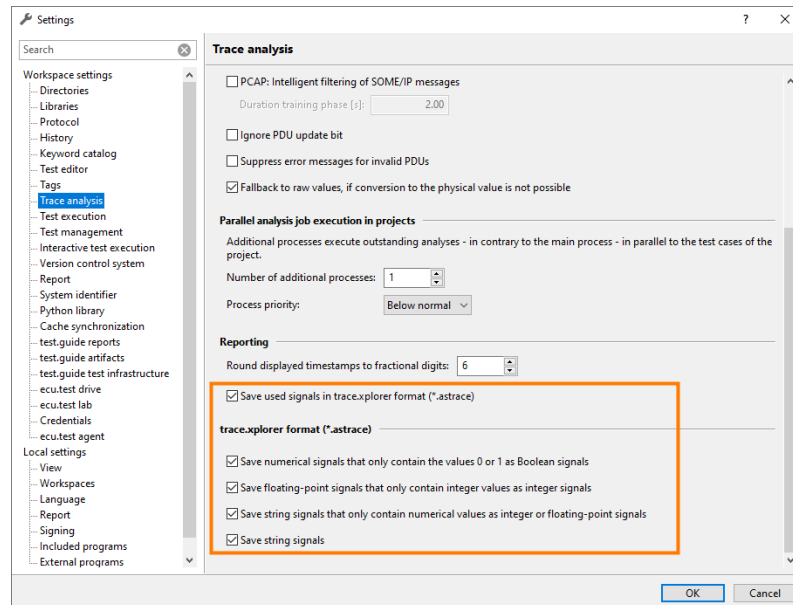 Settings
?
Search
Trace analysis
Workspace settings
Directories
Libraries
Protocol
History
Keyword catalog
Test editor
Tags
Trace analysis
Test execution
Test management
Interactive test execution
Version control system
Report
System identifier
Python library
Cache synchronization
test.guide reports
test.guide artifacts
test.guide test infrastructure
ecu.test drive
ecu.test lab
Credentials
ecu.test agent
Local settings
View
Workspaces
Language
Report
Signing
Included programs
External programs
PCAP: Intelligent filtering of SOME/IP messages
Duration training phase [s]: 2.00
Ignore PDU update bit
Suppress error messages for invalid PDUs
Fallback to raw values, if conversion to the physical value is not possible
Parallel analysis job execution in projects
Additional processes execute outstanding analyses - in contrary to the main process - in parallel to the test cases of the
project.
Number of additional processes: 1
Process priority: Below normal
Reporting
Round displayed timestamps to fractional digits: 6
Save used signals in trace.xplorer format (*.astrace)
trace.xplorer format (*.astrace)
Save numerical signals that only contain the values 0 or 1 as Boolean signals
Save floating-point signals that only contain integer values as integer signals
Save string signals that only contain numerical values as integer or floating-point signals
Save string signals
OK Cancel